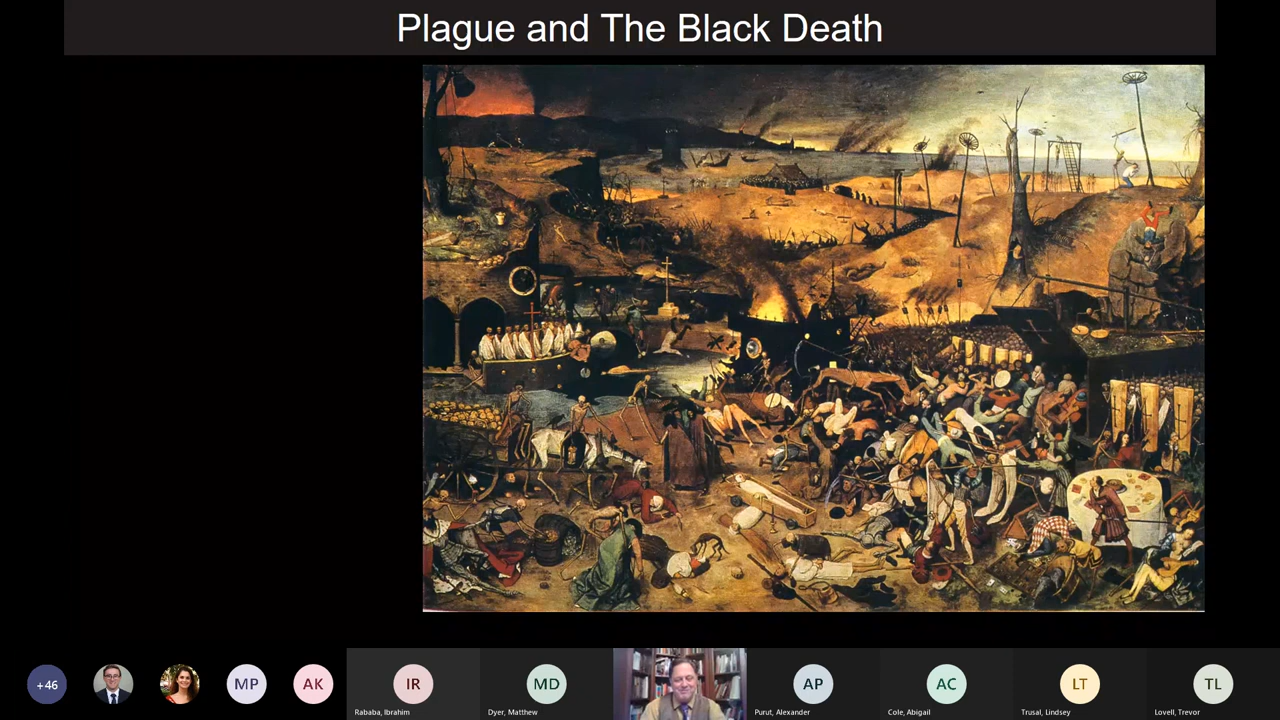 Plague and The Black Death
+46
MP
AK
IR
MD
AP
AC
LT
TL
Rababa, Ibrahim
Dyer, Matthew
Purut, Alexander
Cole, Abigail
Trusal, Lindsey
Lovell, Trevor